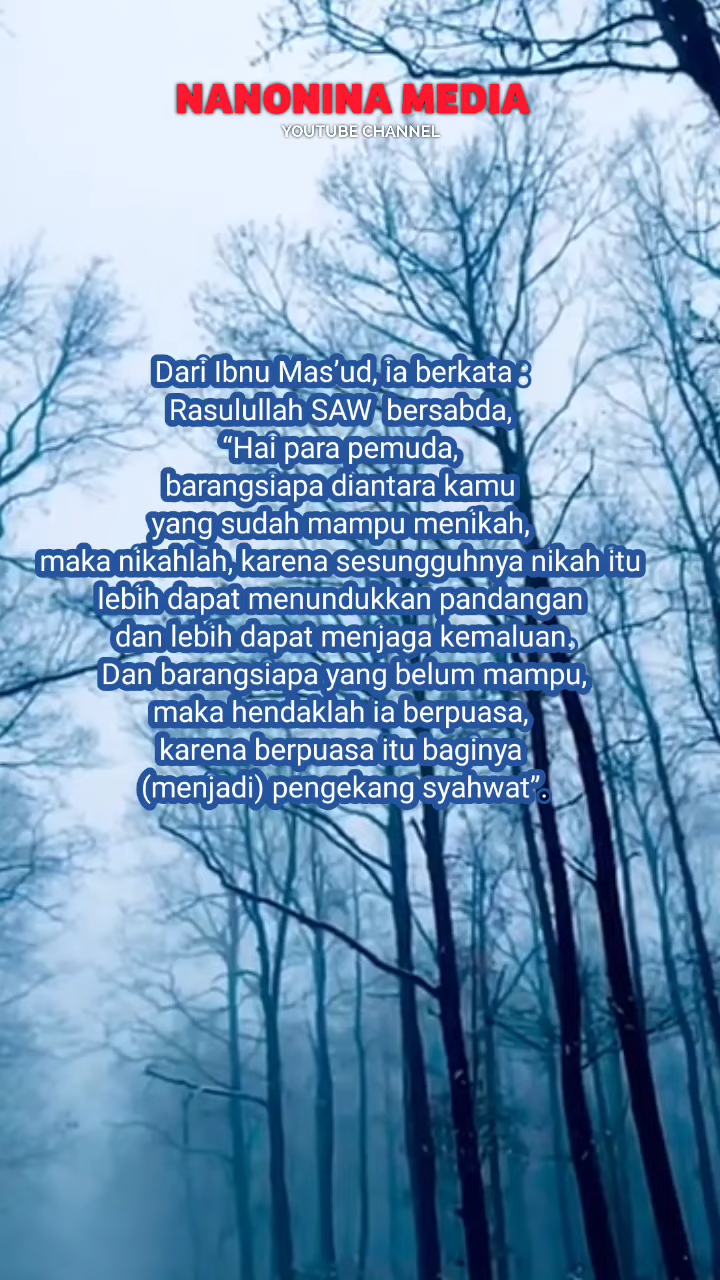 NANONINA MEDIA
YOUTUBE CHANNEL
Dari Ibnu Mas’ud, ia berkata :
Rasulullah SAW bersabda,
“Hai para pemuda,
barangsiapa diantara kamu
yang sudah mampu menikah,
maka nikahlah, karena sesungguhnya nikah itu
lebih dapat menundukkan pandangan
dan lebih dapat menjaga kemaluan.
Dan barangsiapa yang belum mampu,
maka hendaklah ia berpuasa,
karena berpuasa itu baginya
(menjadi) pengekang syahwat”.